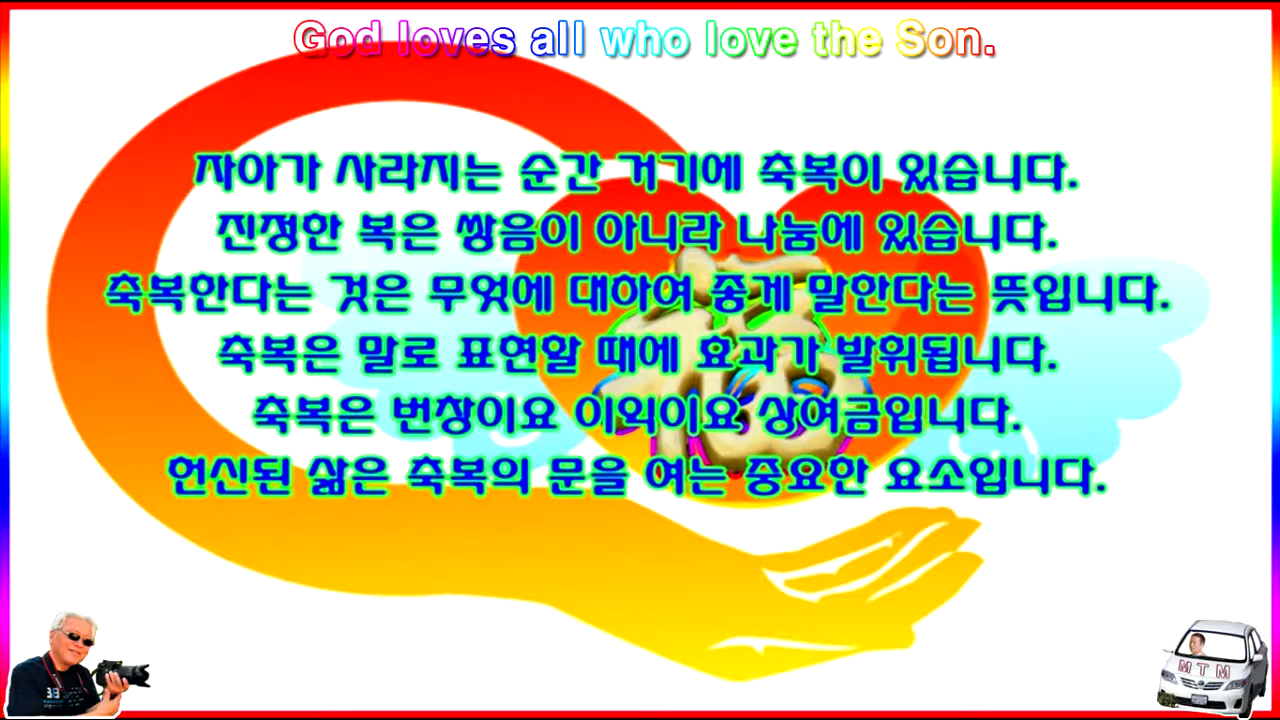 God loves all who love the Son.
자아가 사라지는 순간 거기에 축복이 있습니다.
진정한 복은 쌓음이 아니라 나눔에 있습니다.
축복한다는 것은 무엇에 대하여 좋게 말한다는 뜻입니다.
축복은 말로 표현할 때에 효과가 발휘됩니다.
축복은 번창이요 이익이요 상여금입니다.
헌신된 삶은 축복의 문을 여는 중요한 요소입니다.
MTM